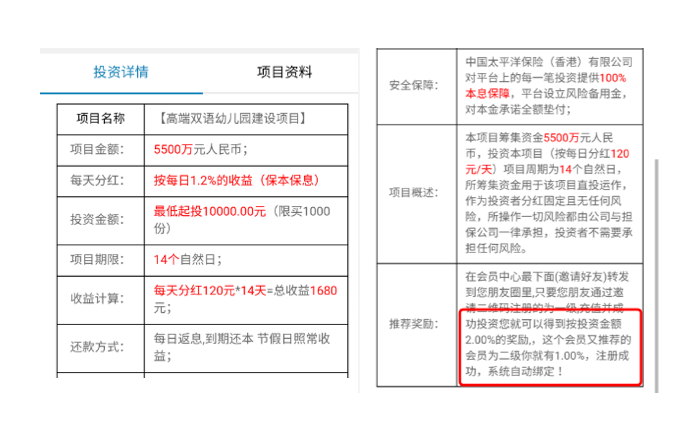 投资详情
项目资料
项目名称
【高端双语幼儿园建设项目】
项目金额：
5500万元人民币；
每天分红：
按每日1.2%的收益（保本保息）
投资金额：
最低起投10000.00元（限买1000
份）
项目期限：
14个自然日；
收益计算：
每天分红120元*14天=总收益1680
元；
还款方式：
每日返息,到期还本 节假日照常收
益；
安全保障：
中国太平洋保险（香港）有限公司
对平台上的每一笔投资提供100%
本息保障，平台设立风险备用金，
对本金承诺全额垫付；
项目概述：
本项目筹集资金5500万元人民
币，投资本项目（按每日分红120
元/天）项目周期为14个自然日，
所筹集资金用于该项目直投运作，
作为投资者分红固定且无任何风
险，所操作一切风险都由公司与担
保公司一律承担，投资者不需要承
担任何风险。
推荐奖励：
在会员中心最下面(邀请好友)转发
到您朋友圈里,只要您朋友通过邀
请二维码注册的为一级,充值并成
功投资您就可以得到按投资金额
2.00%的奖励,，这个会员又推荐的
会员为二级你就有1.00%，注册成
功，系统自动绑定！